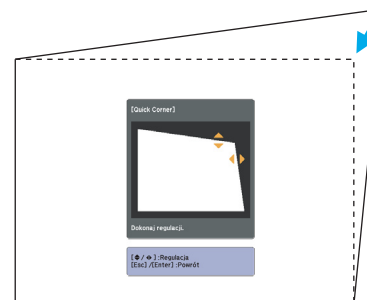 [Quick Corner]
Dokonaj regulacji.
[ / ] :Regulacja
[Esc] /[Enter] :Powrót